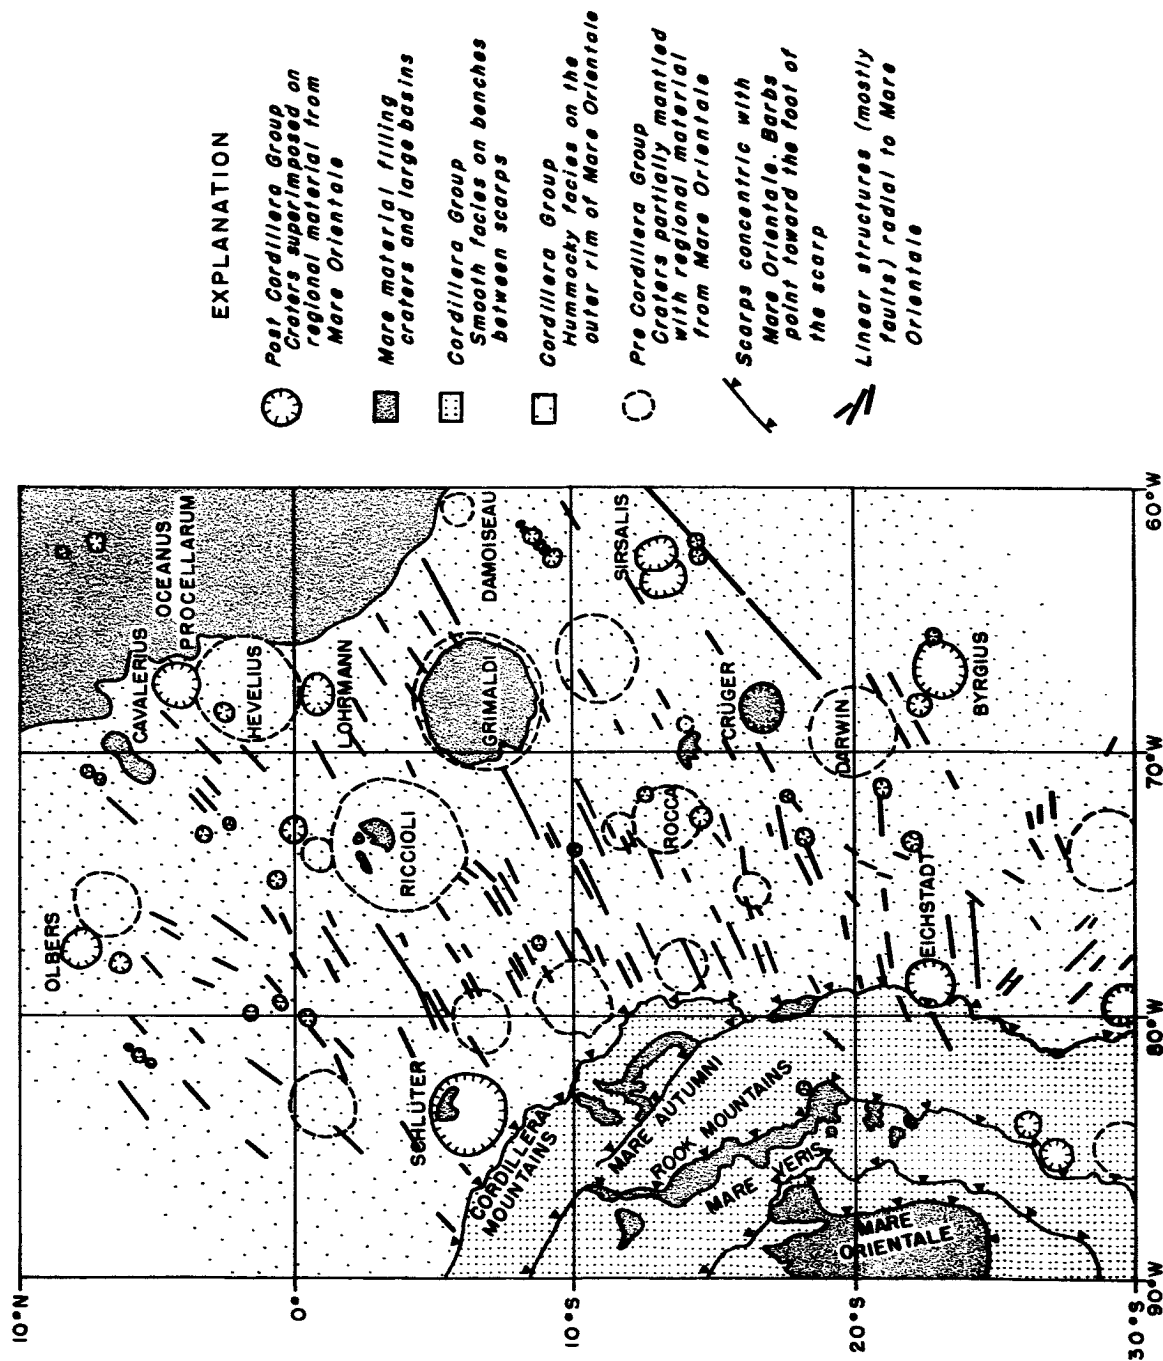 EXPLANATION
Post Cordillera Group
Craters superimposed on
regional material from
Mare Orientale
Mare material filling
craters and large basins
Cordillera Group
Smooth facies on benches
between scarps
Cordillera Group
Hummocky facies on the
outer rim of Mare Orientale
Pre Cordillera Group
Craters partially mantled
with regional material
from Mare Orientale
Scarps concentric with
Mare Orientale. Barbs
point toward the foot of
the scarp
Linear structures (mostly
faults) radial to Mare
Orientale
10°N
0°
10°S
20°S
30°S
90°W
80°W
70°W
60°W
OCEANUS
PROCELLARUM
CAVALERIUS
HEVELIUS
LOHRMANN
OLBERS
RICCIOLI
GRIMALDI
DAMOISEAU
SIRSALIS
CRÜGER
ROCCA
DARWIN
BYRGIUS
EICHSTADT
SCHLÜTER
CORDILLERA
MOUNTAINS
MARE AUTUMNI
ROOK MOUNTAINS
MARE VERIS
MARE
ORIENTALE